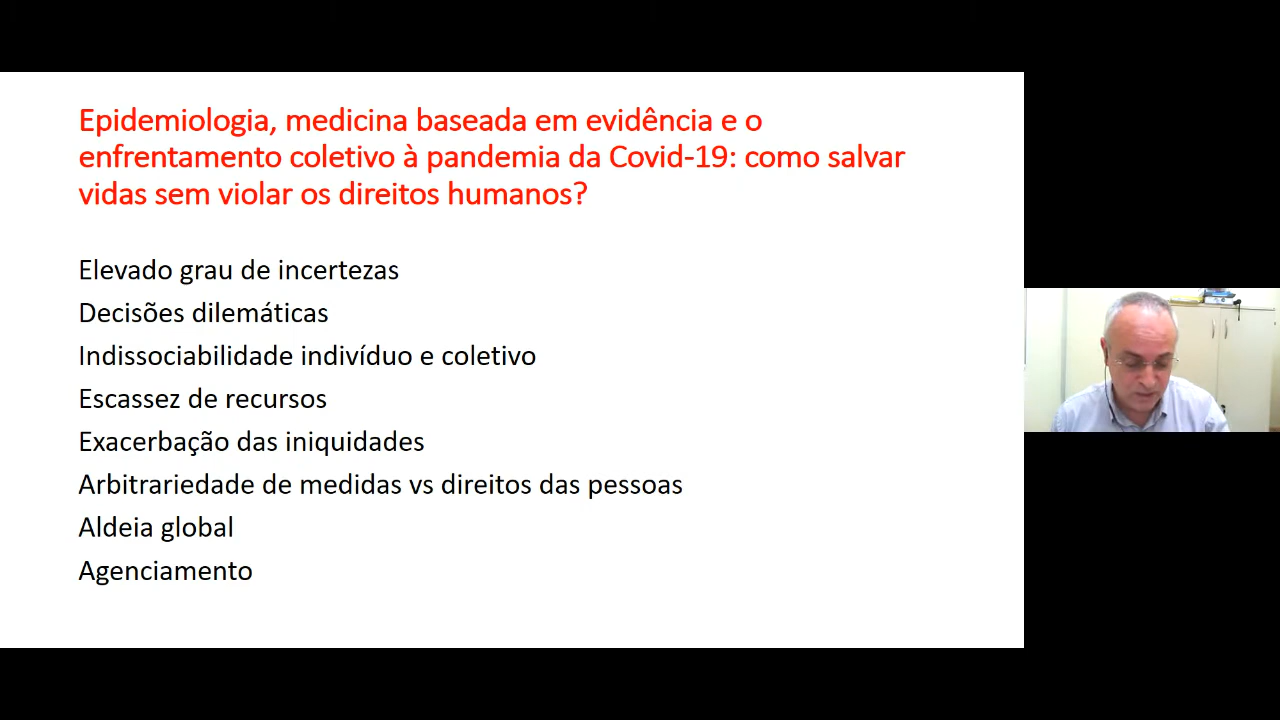 Epidemiologia, medicina baseada em evidência e o
enfrentamento coletivo à pandemia da Covid-19: como salvar
vidas sem violar os direitos humanos?
Elevado grau de incertezas
Decisões dilemáticas
Indissociabilidade indivíduo e coletivo
Escassez de recursos
Exacerbação das iniquidades
Arbitrariedade de medidas vs direitos das pessoas
Aldeia global
Agenciamento